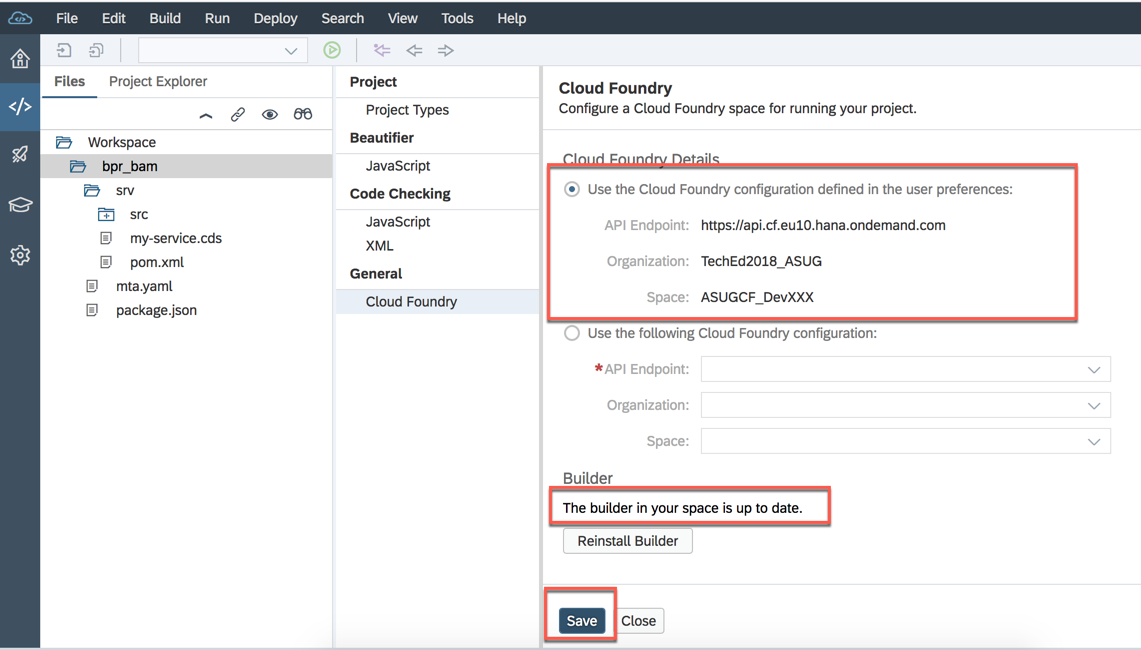 File Edit Build Run Deploy Search View Tools Help
Files Project Explorer
Workspace
bpr_bam
srv
src
my-service.cds
pom.xml
mta.yaml
package.json
Project
Project Types
Beautifier
JavaScript
Code Checking
JavaScript
XML
General
Cloud Foundry
Cloud Foundry
Configure a Cloud Foundry space for running your project.
Cloud Foundry Details
Use the Cloud Foundry configuration defined in the user preferences:
API Endpoint: https://api.cf.eu10.hana.ondemand.com
Organization: TechEd2018_ASUG
Space: ASUGCF_DevXXX
Use the following Cloud Foundry configuration:
*API Endpoint:
Organization:
Space:
Builder
The builder in your space is up to date.
Reinstall Builder
Save Close